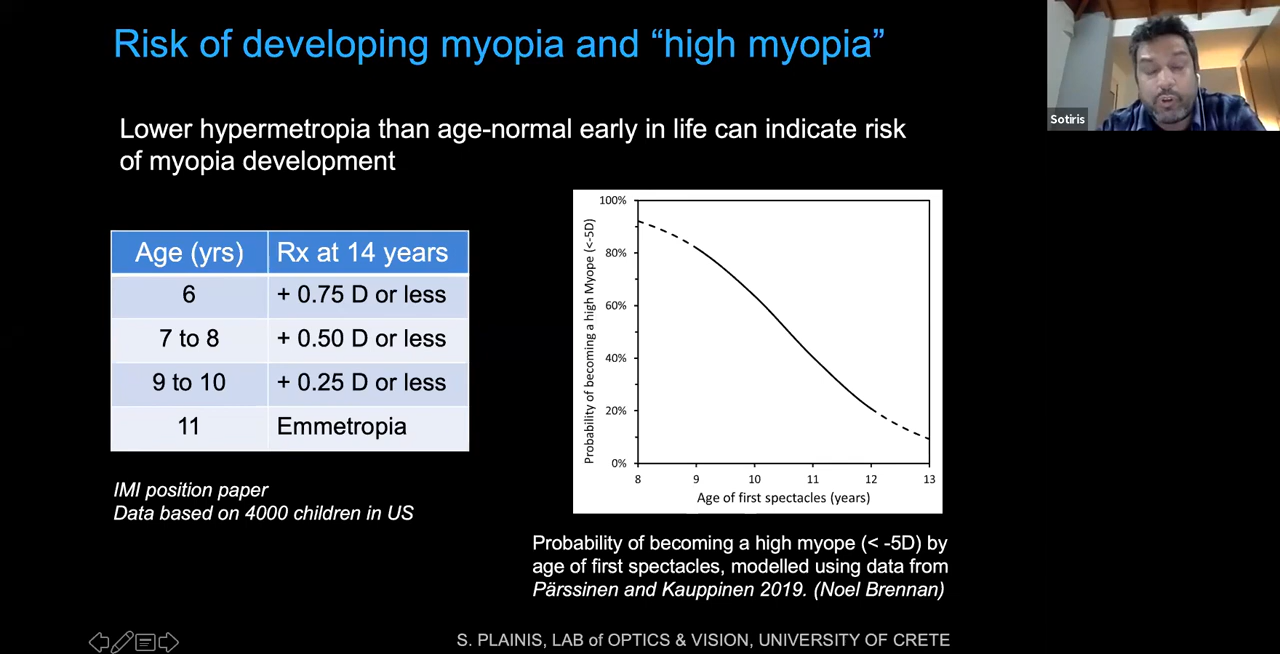 Risk of developing myopia and “high myopia”
Sotiris
Lower hypermetropia than age-normal early in life can indicate risk
of myopia development
Age (yrs) Rx at 14 years
6 + 0.75 D or less
7 to 8 + 0.50 D or less
9 to 10 + 0.25 D or less
11 Emmetropia
IMI position paper
Data based on 4000 children in US
Probability of becoming a high Myope (<-5D)
100%
80%
60%
40%
20%
0%
8 9 10 11 12 13
Age of first spectacles (years)
Probability of becoming a high myope (< -5D) by
age of first spectacles, modelled using data from
Pärssinen and Kauppinen 2019. (Noel Brennan)
S. PLAINIS, LAB of OPTICS & VISION, UNIVERSITY OF CRETE